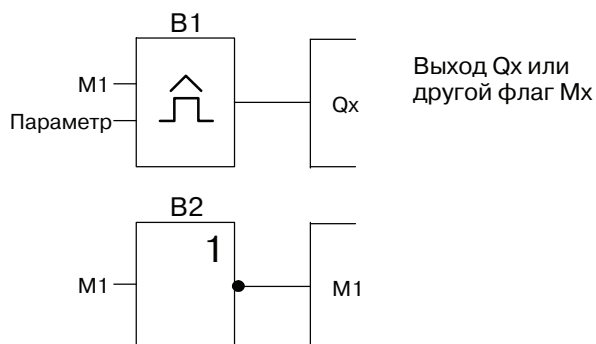 B1
M1
Параметр
Qx
Выход Qx или
другой флаг Mx
B2
1
M1
M1